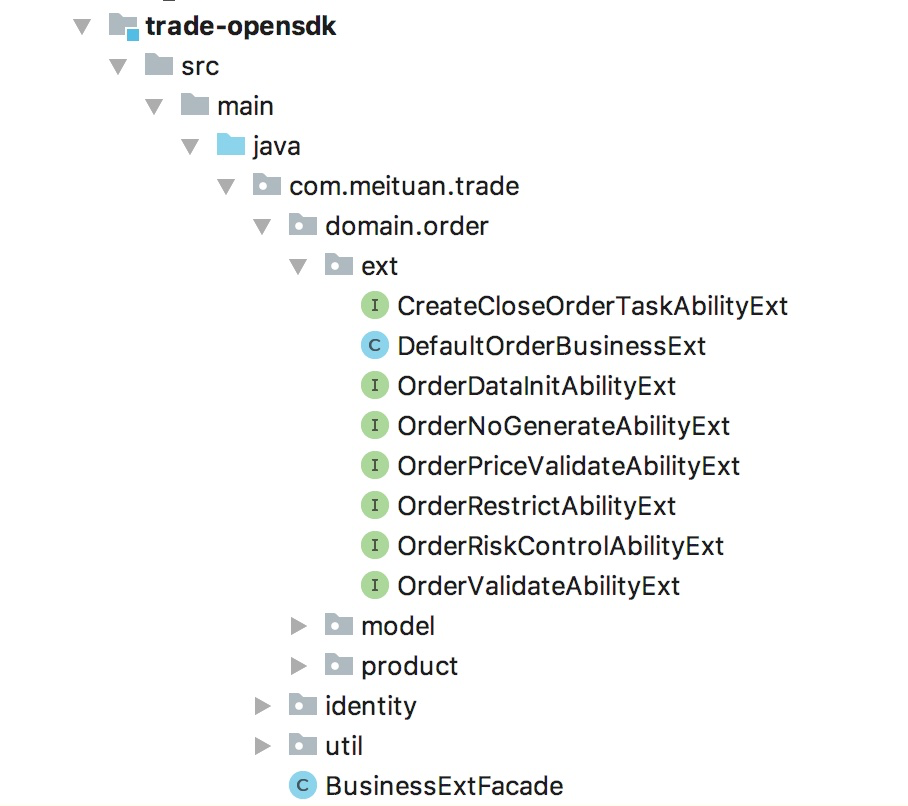 trade-opensdk
src
main
java
com.meituan.trade
domain.order
ext
I CreateCloseOrderTaskAbilityExt
C DefaultOrderBusinessExt
I OrderDataInitAbilityExt
I OrderNoGenerateAbilityExt
I OrderPriceValidateAbilityExt
I OrderRestrictAbilityExt
I OrderRiskControlAbilityExt
I OrderValidateAbilityExt
model
product
identity
util
C BusinessExtFacade